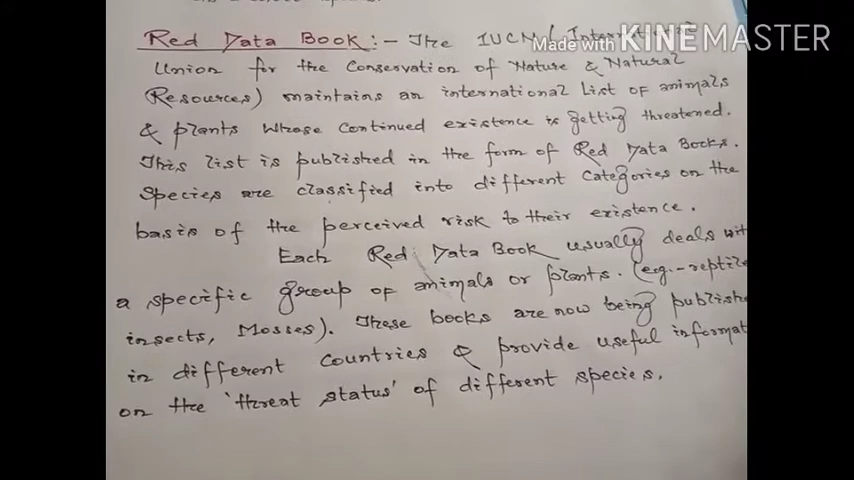 Red Data Book :- The IUCN (International
Made with KINEMASTER
Union for the Conservation of Nature & Natural
Resources) maintains an international List of animals
& plants whose continued existence is getting threatened.
This list is published in the form of Red Data Books.
Species are classified into different categories on the
basis of the perceived risk to their existence.
Each Red Data Book usually deals wit
a specific group of animals or plants. (eg.- reptile
insects, Mosses). These books are now being publishe
in different countries & provide useful informat
on the 'threat status' of different species.